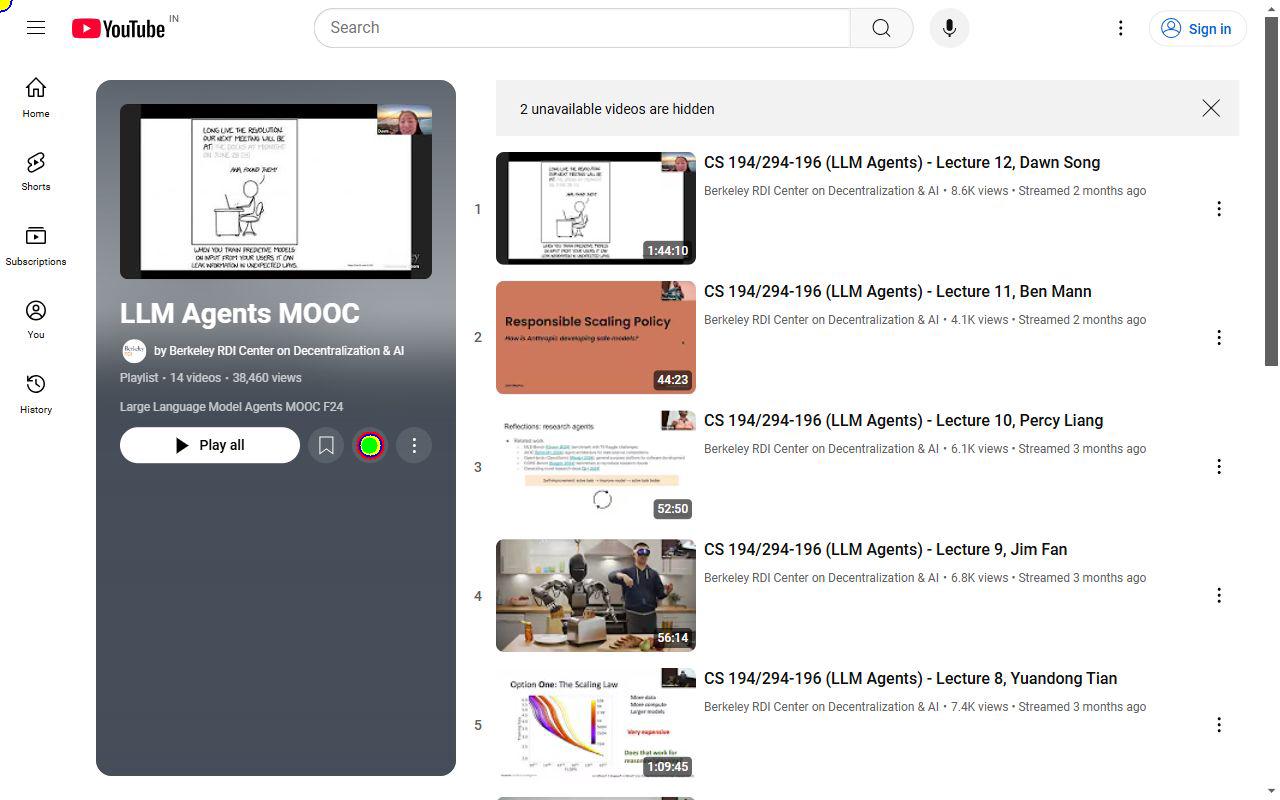 YouTube IN
Search
Sign in
Home
Shorts
Subscriptions
You
History
LONG LIVE THE REVOLUTION.
OUR NEXT MEETING WILL BE
AT THE DOCKS AT MIDNIGHT
ON JUNE 28
AHA, FOUND THEM!
WHEN YOU TRAIN PREDICTIVE MODELS
ON INPUT FROM YOUR USERS, IT CAN
LEAK INFORMATION IN UNEXPECTED WAYS.
LLM Agents MOOC
by Berkeley RDI Center on Decentralization & AI
Playlist • 14 videos • 38,460 views
Large Language Model Agents MOOC F24
Play all
2 unavailable videos are hidden
1
1:44:10
CS 194/294-196 (LLM Agents) - Lecture 12, Dawn Song
Berkeley RDI Center on Decentralization & AI • 8.6K views • Streamed 2 months ago
2
Responsible Scaling Policy
How is Anthropic developing safe models?
44:23
CS 194/294-196 (LLM Agents) - Lecture 11, Ben Mann
Berkeley RDI Center on Decentralization & AI • 4.1K views • Streamed 2 months ago
3
Reflections: research agents
Related work
52:50
CS 194/294-196 (LLM Agents) - Lecture 10, Percy Liang
Berkeley RDI Center on Decentralization & AI • 6.1K views • Streamed 3 months ago
4
56:14
CS 194/294-196 (LLM Agents) - Lecture 9, Jim Fan
Berkeley RDI Center on Decentralization & AI • 6.8K views • Streamed 3 months ago
5
Option One: The Scaling Law
More data
More compute
Larger models
Very expensive
Does that work for
1:09:45
CS 194/294-196 (LLM Agents) - Lecture 8, Yuandong Tian
Berkeley RDI Center on Decentralization & AI • 7.4K views • Streamed 3 months ago